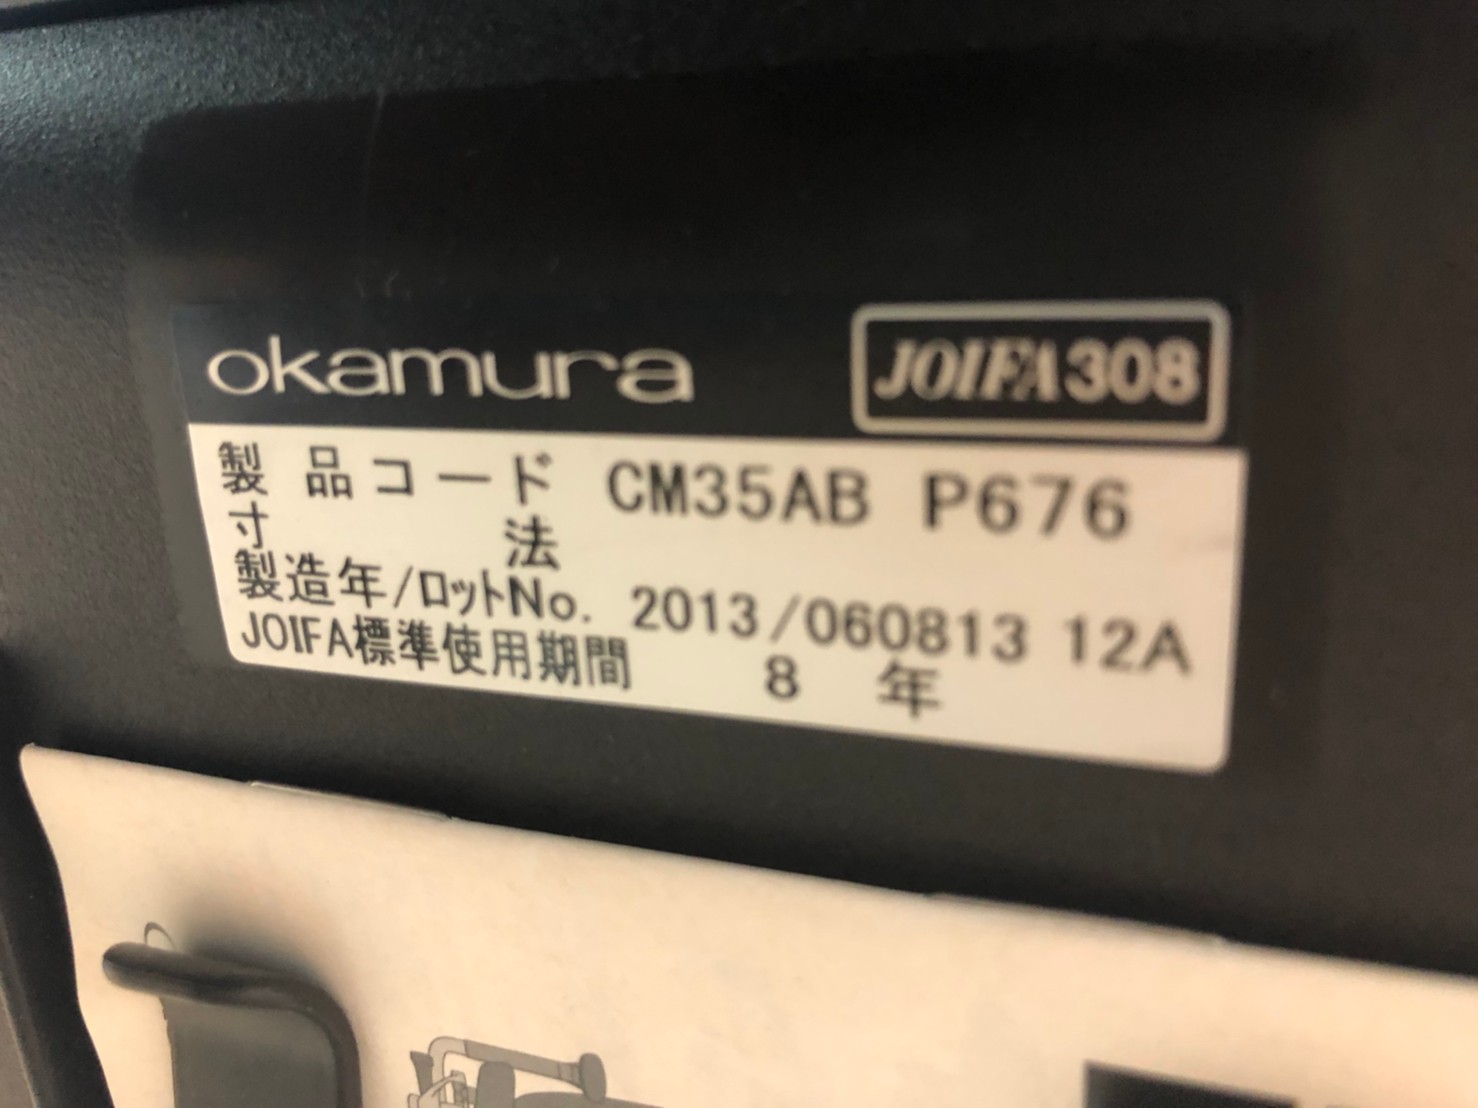 okamura JOIFA308
製品コード CM35AB P676
寸法
製造年/ロットNo. 2013/060813 12A
JOIFA標準使用期間 8年